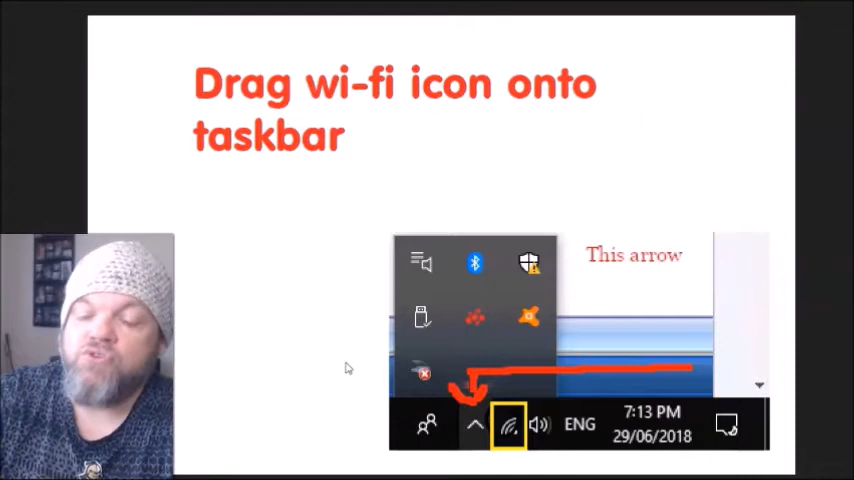 Drag wi-fi icon onto
taskbar
This arrow
ENG
7:13 PM
29/06/2018